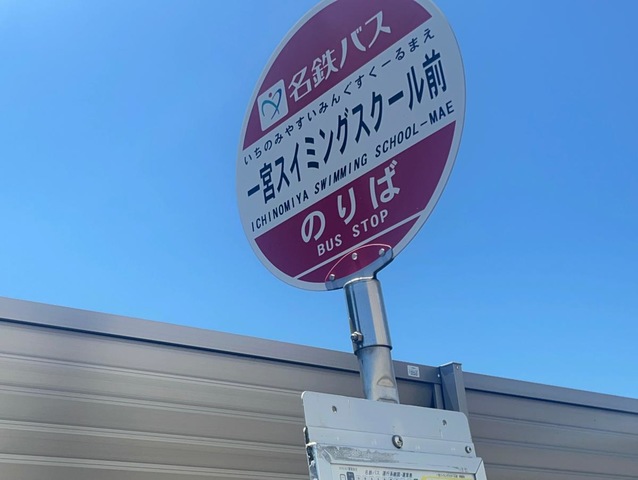 名鉄バス
いちのみやすいみんぐすくーるまえ
一宮スイミングスクール前
ICHINOMIYA SWIMMING SCHOOL-MAE
のりば
BUS STOP